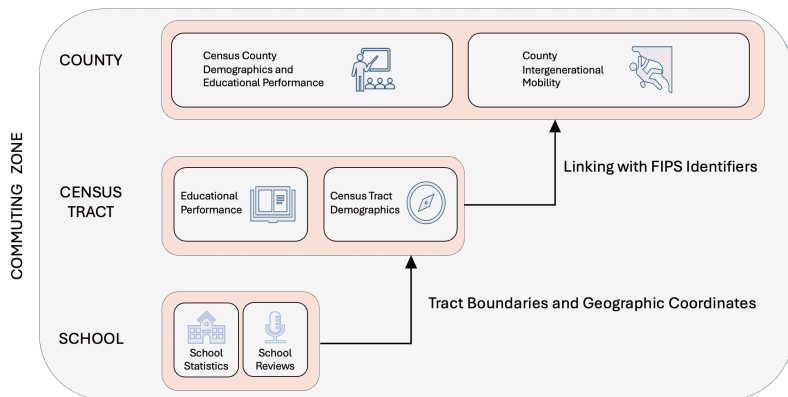 COMMUTING ZONE
COUNTY
Census County
Demographics and
Educational Performance
County
Intergenerational
Mobility
Linking with FIPS Identifiers
CENSUS
TRACT
Educational
Performance
Census Tract
Demographics
Tract Boundaries and Geographic Coordinates
SCHOOL
School
Statistics
School
Reviews